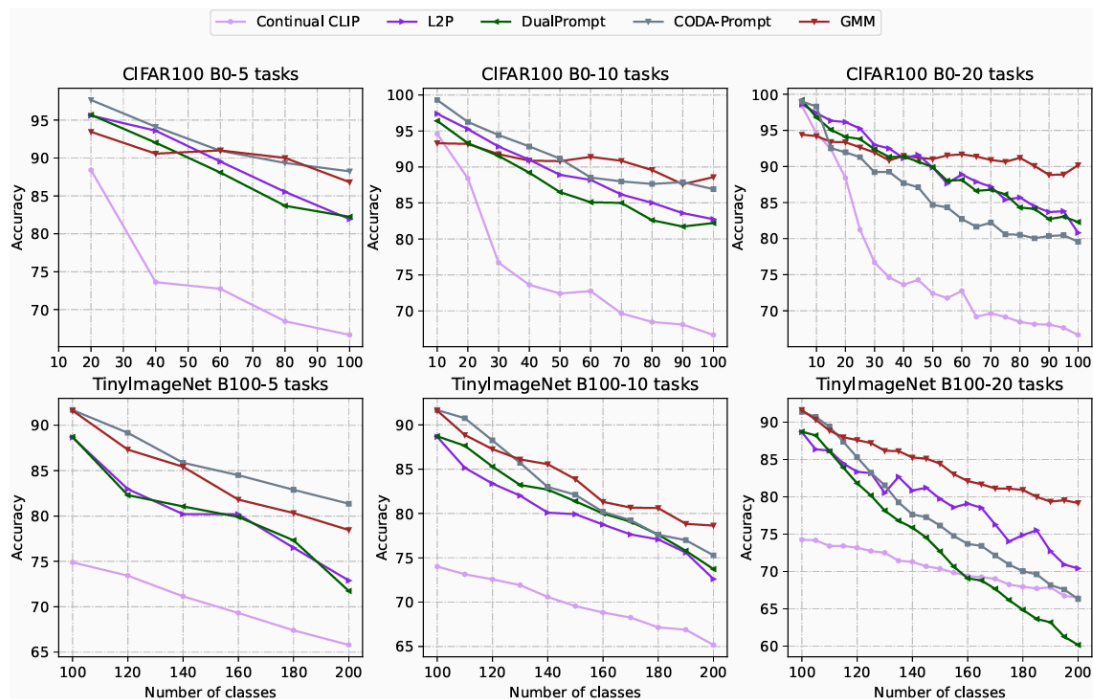 Continual CLIP L2P DualPrompt CODA-Prompt GMM
CIFAR100 B0-5 tasks
Accuracy
95
90
85
80
75
70
10 20 30 40 50 60 70 80 90 100
CIFAR100 B0-10 tasks
Accuracy
100
95
90
85
80
75
70
10 20 30 40 50 60 70 80 90 100
CIFAR100 B0-20 tasks
Accuracy
100
95
90
85
80
75
70
10 20 30 40 50 60 70 80 90 100
TinyImageNet B100-5 tasks
Accuracy
90
85
80
75
70
65
100 120 140 160 180 200
Number of classes
TinyImageNet B100-10 tasks
Accuracy
90
85
80
75
70
65
100 120 140 160 180 200
Number of classes
TinyImageNet B100-20 tasks
Accuracy
90
85
80
75
70
65
60
100 120 140 160 180 200
Number of classes